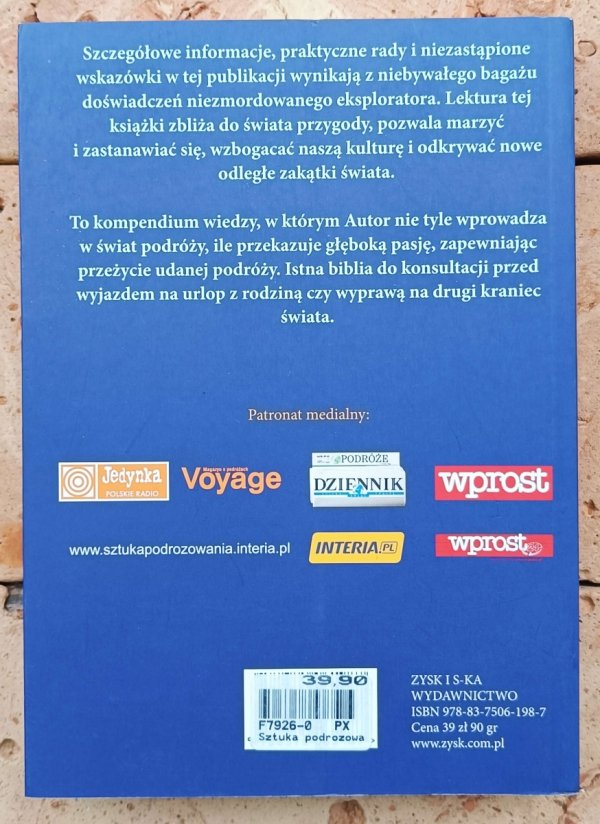 Szczegółowe informacje, praktyczne rady i niezastąpione
wskazówki w tej publikacji wynikają z niebywałego bagażu
doświadczeń niezmordowanego eksploratora. Lektura tej
książki zbliża do świata przygody, pozwala marzyć
i zastanawiać się, wzbogacać naszą kulturę i odkrywać nowe
odległe zakątki świata.
To kompendium wiedzy, w którym Autor nie tyle wprowadza
w świat podróży, ile przekazuje głęboką pasję, zapewniając
przeżycie udanej podróży. Istna biblia do konsultacji przed
wyjazdem na urlop z rodziną czy wyprawą na drugi kraniec
świata.
Patronat medialny:
Jedynka
POLSKIE RADIO
Magazyn o podróżach
Voyage
PODRÓŻE
DZIENNIK
wprost
www.sztukapodrozowania.interia.pl
INTERIA.PL
wprost
39,90
F7926-0 PX
Sztuka podrozowa
ZYSK I S-KA
WYDAWNICTWO
ISBN 978-83-7506-198-7
Cena 39 zł 90 gr
www.zysk.com.pl